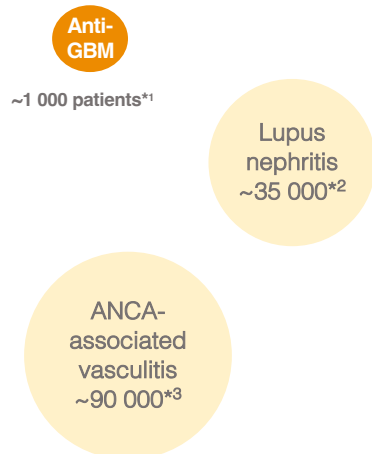 Anti-
GBM
~1 000 patients*1
Lupus
nephritis
~35 000*2
ANCA-
associated
vasculitis
~90 000*3